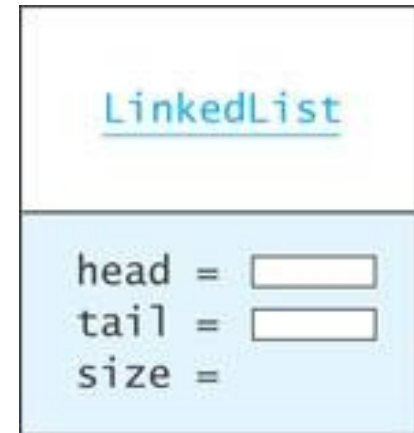 LinkedList
head =
tail =
size =